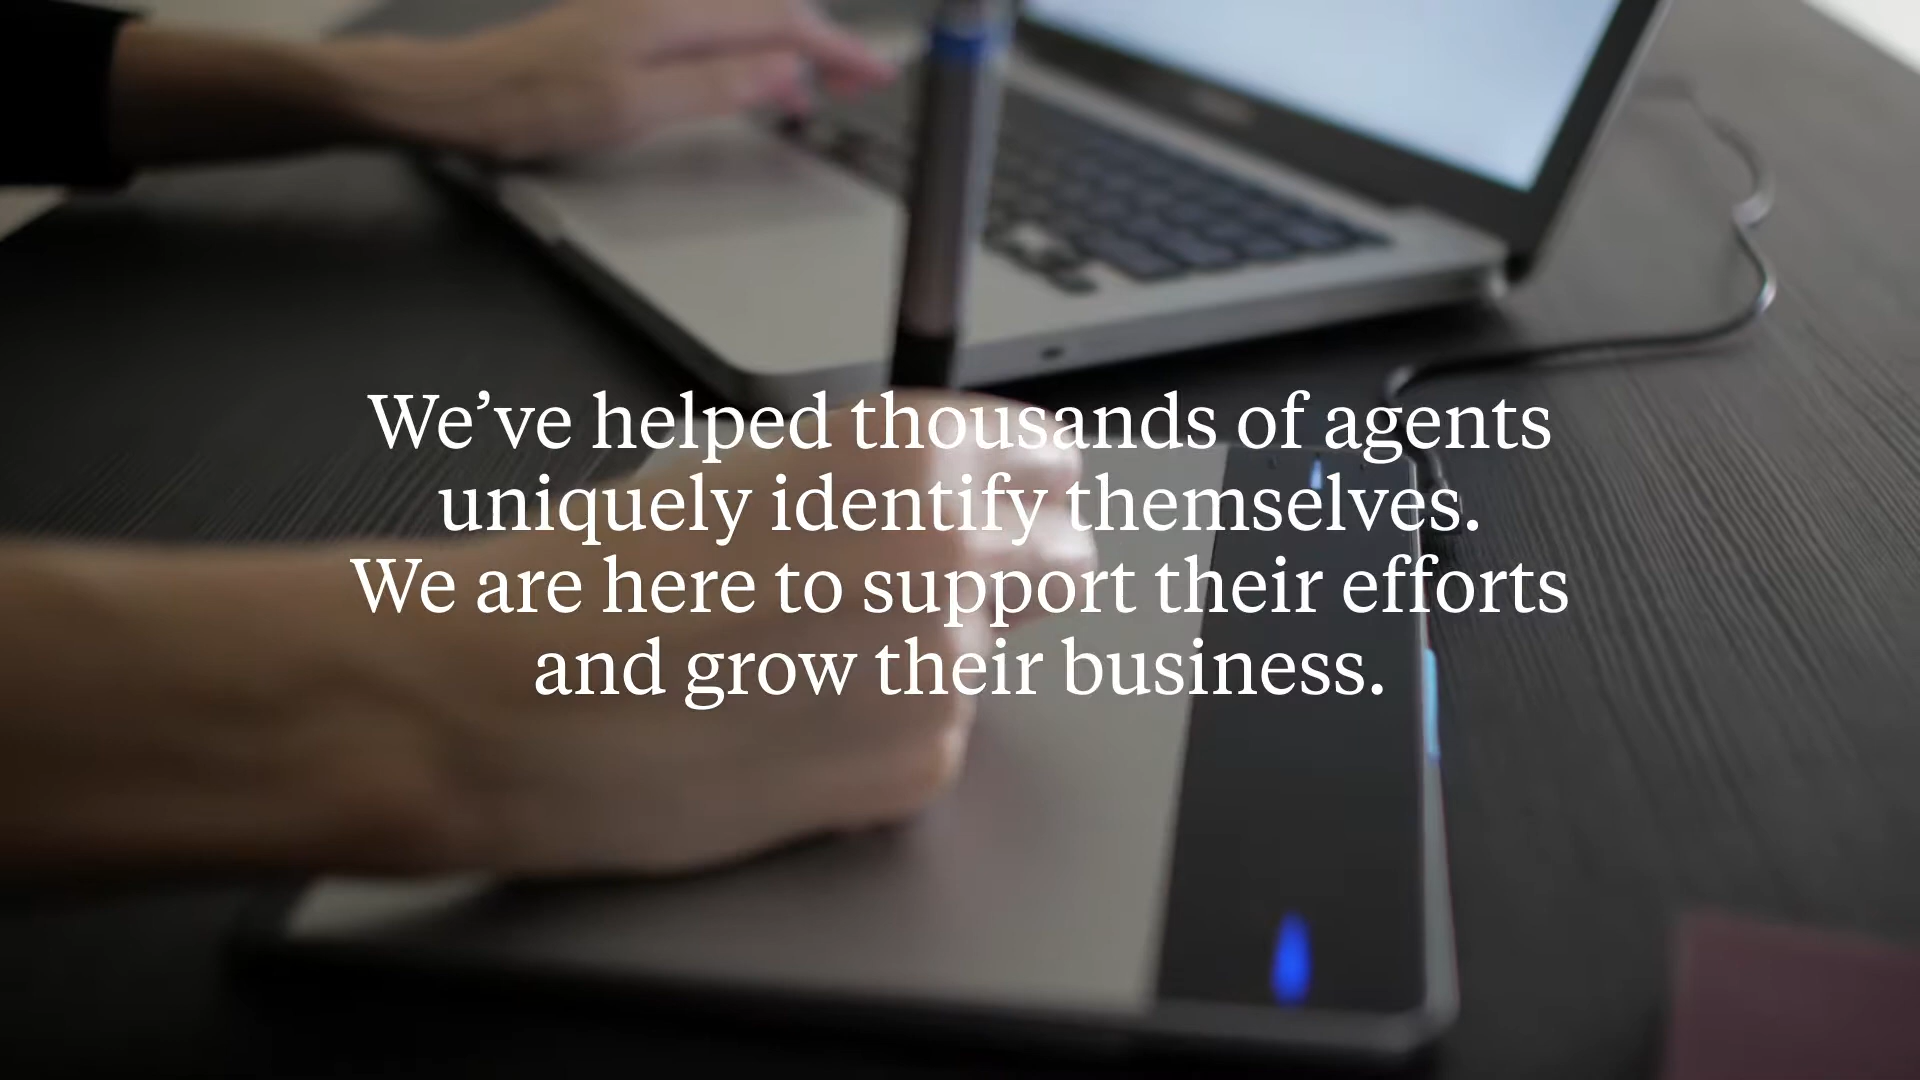 We’ve helped thousands of agents
uniquely identify themselves.
We are here to support their efforts
and grow their business.